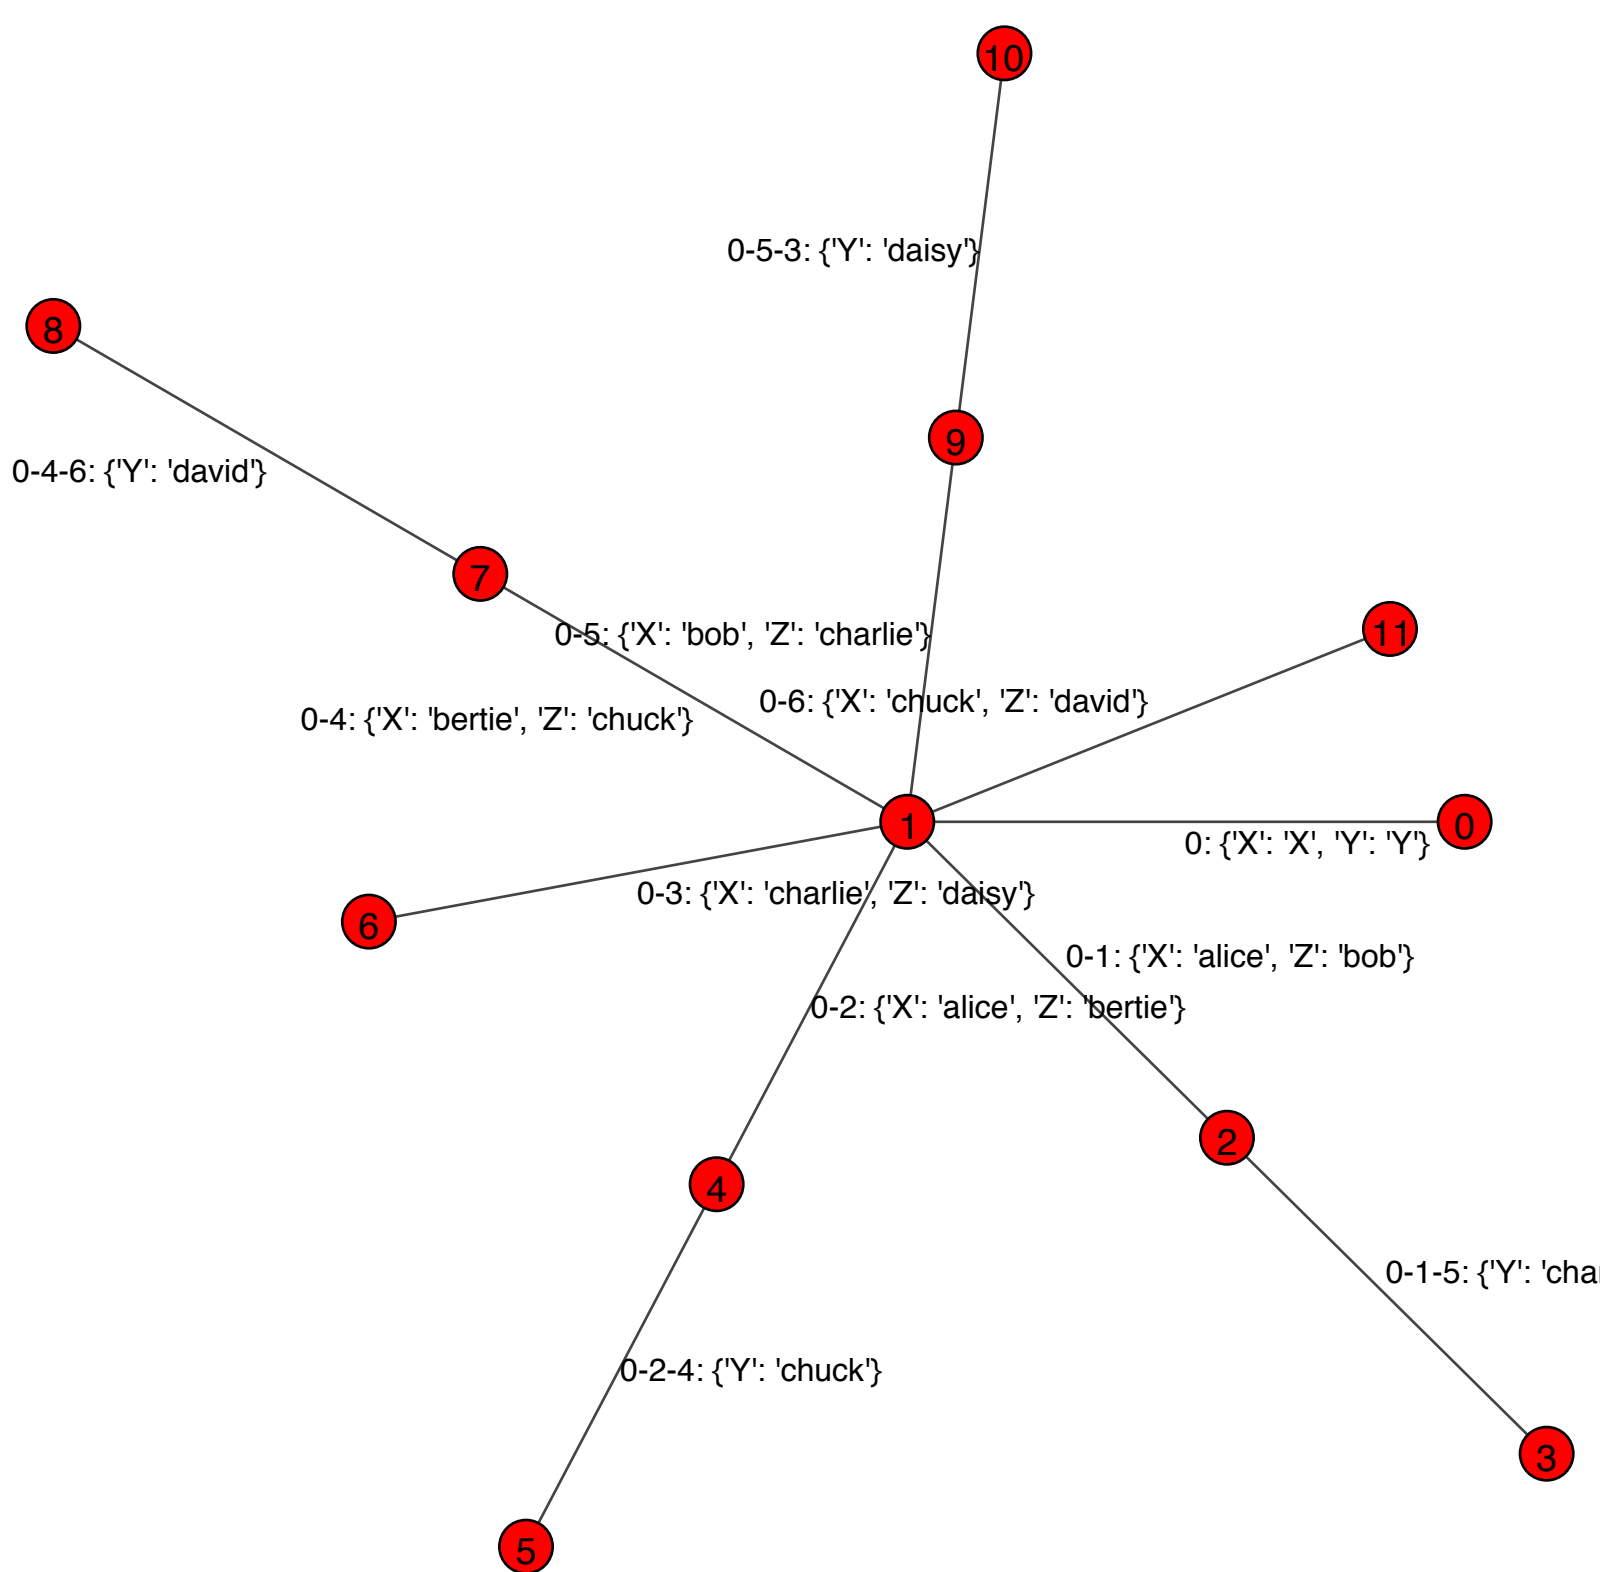 10
0-5-3: {'Y': 'daisy'}
8
9
0-4-6: {'Y': 'david'}
7
11
0-5: {'X': 'bob', 'Z': 'charlie'}
0-6: {'X': 'chuck', 'Z': 'david'}
0-4: {'X': 'bertie', 'Z': 'chuck'}
1
0
0: {'X': 'X', 'Y': 'Y'}
0-3: {'X': 'charlie', 'Z': 'daisy'}
6
0-1: {'X': 'alice', 'Z': 'bob'}
0-2: {'X': 'alice', 'Z': 'bertie'}
2
4
0-1-5: {'Y':
0-2-4: {'Y': 'chuck'}
3
5